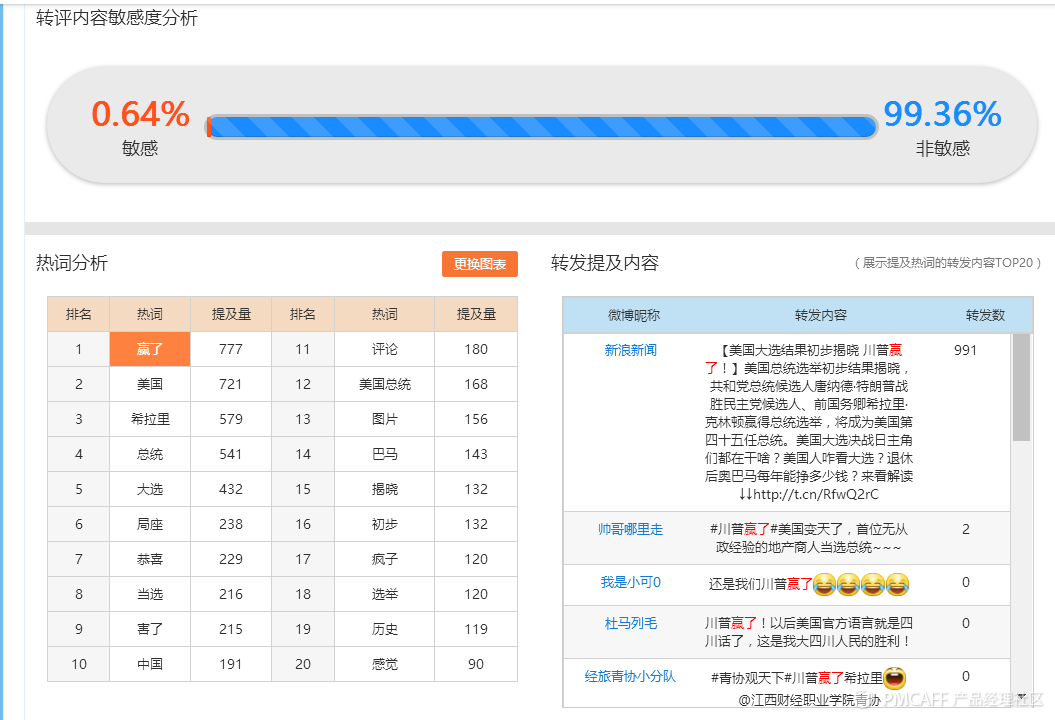 转评内容敏感度分析
0.64%
敏感
99.36%
非敏感
热词分析
更换图表
排名 热词 提及量 排名 热词 提及量
1 赢了 777 11 评论 180
2 美国 721 12 美国总统 168
3 希拉里 579 13 图片 156
4 总统 541 14 巴马 143
5 大选 432 15 揭晓 132
6 局座 238 16 初步 132
7 恭喜 229 17 疯子 120
8 当选 216 18 选举 120
9 害了 215 19 历史 119
10 中国 191 20 感觉 90
转发提及内容
（展示提及热词的转发内容TOP20）
微博昵称 转发内容 转发数
新浪新闻 【美国大选结果初步揭晓 川普赢 991
了！】美国总统选举初步结果揭晓，
共和党总统候选人唐纳德·特朗普战
胜民主党候选人、前国务卿希拉里·
克林顿赢得总统选举，将成为美国第
四十五任总统。美国大选决战日主角
们都在干啥？美国人咋看大选？退休
后奥巴马每年能挣多少钱？来看解读
↓↓http://t.cn/RfwQ2rC
帅哥哪里走 #川普赢了#美国变天了，首位无从 2
政经验的地产商人当选总统~~~
我是小可0 还是我们川普赢了😂😂😂😂 0
杜马列毛 川普赢了！以后美国官方语言就是四 0
川话了，这是我大四川人民的胜利！
经旅青协小分队 #青协观天下#川普赢了希拉里 0
@江西财经职业学院青协
PMCAFF 产品经理社区